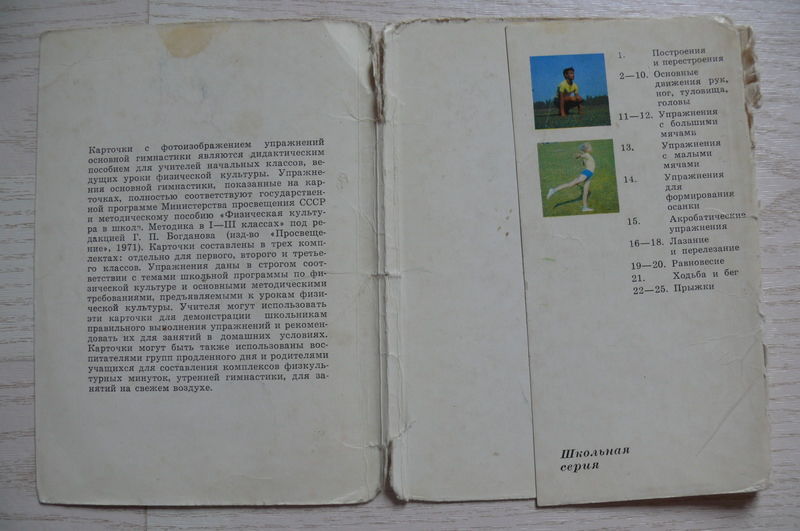 Карточки с фотоизображением упражнений
основной гимнастики являются дидактическим
пособием для учителей начальных классов, ве-
дущих уроки физической культуры. Упражне-
ния основной гимнастики, показанные на кар-
точках, полностью соответствуют государствен-
ной программе Министерства просвещения СССР
и методическому пособию «Физическая культу-
ра в школе. Методика в I—III классах» под ре-
дакцией Г. П. Богданова (изд-во «Просвеще-
ние», 1971). Карточки составлены в трех комп-
лектах: отдельно для первого, второго и третье-
го классов. Упражнения даны в строгом соот-
ветствии с темами школьной программы по фи-
зической культуре и основными методическими
требованиями, предъявляемыми к урокам физи-
ческой культуры. Учителя могут использовать
эти карточки для демонстрации школьникам
правильного выполнения упражнений и рекомен-
довать их для занятий в домашних условиях.
Карточки могут быть также использованы вос-
питателями групп продленного дня и родителями
учащихся для составления комплексов физкуль-
турных минуток, утренней гимнастики, для за-
нятий на свежем воздухе.
1. Построения
и перестроения
2—10. Основные
движения рук,
ног, туловища,
головы
11—12. Упражнения
с большими
мячами
13. Упражнения
с малыми
мячами
14. Упражнения
для
формирования
осанки
15. Акробатические
упражнения
16—18. Лазание
и перелезание
19—20. Равновесие
21. Ходьба и бег
22—25. Прыжки
Школьная
серия